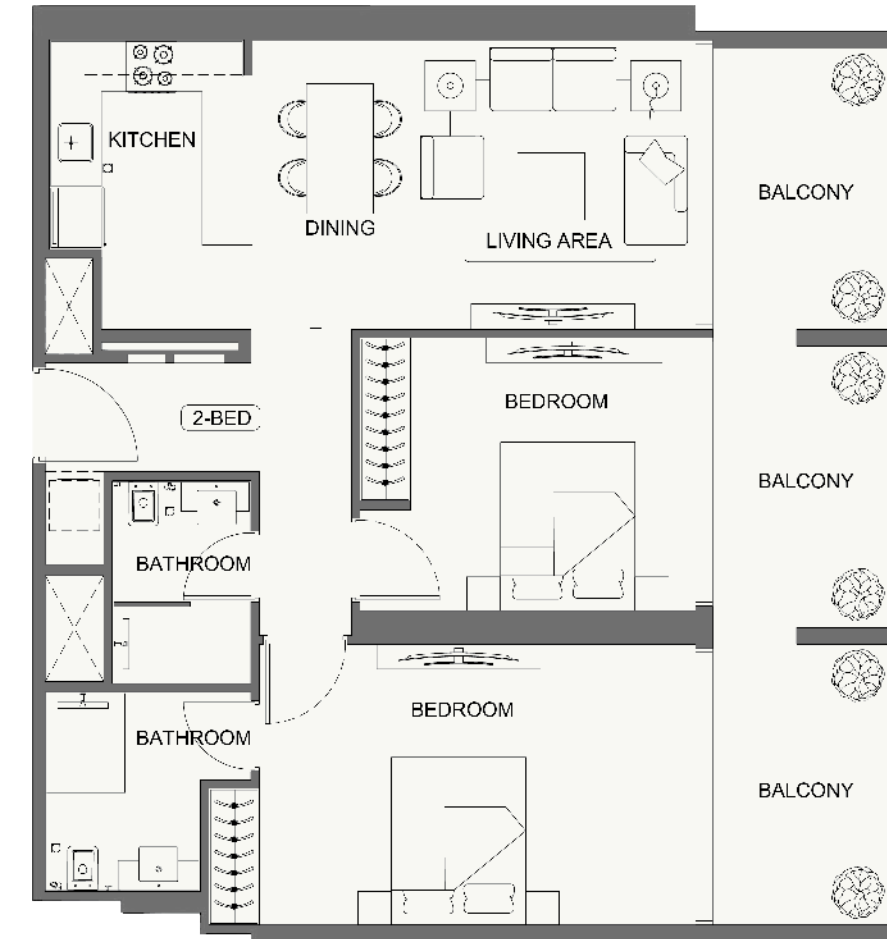 KITCHEN
DINING
LIVING AREA
BALCONY
2-BED
BEDROOM
BALCONY
BATHROOM
BEDROOM
BATHROOM
BALCONY